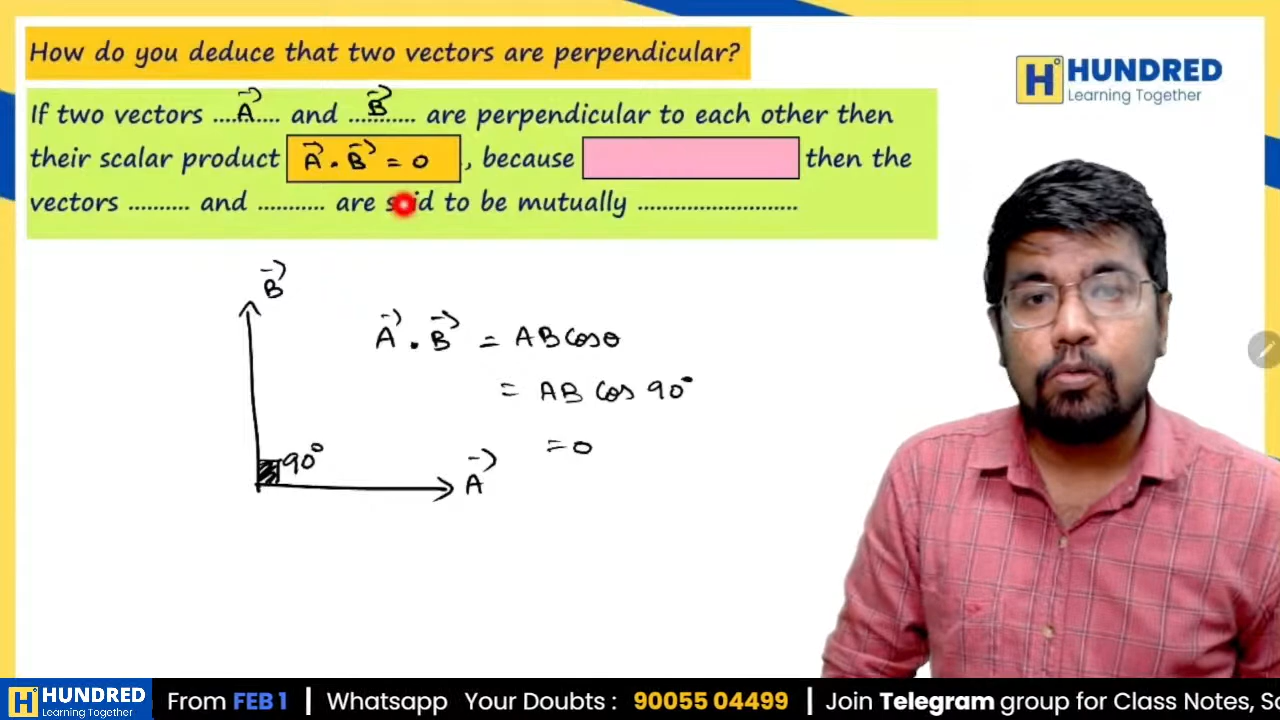 How do you deduce that two vectors are perpendicular?
HUNDRED
Learning Together
If two vectors ....A⃗.... and ....B⃗........ are perpendicular to each other then
their scalar product A⃗ . B⃗ = 0 , because then the
vectors .......... and ........... are said to be mutually ..........................
B⃗
A⃗ . B⃗ = AB cos θ
= AB cos 90°
= 0
90°
A⃗
HUNDRED
Learning Together
From FEB 1 | Whatsapp Your Doubts : 90055 04499 | Join Telegram group for Class Notes, Sc